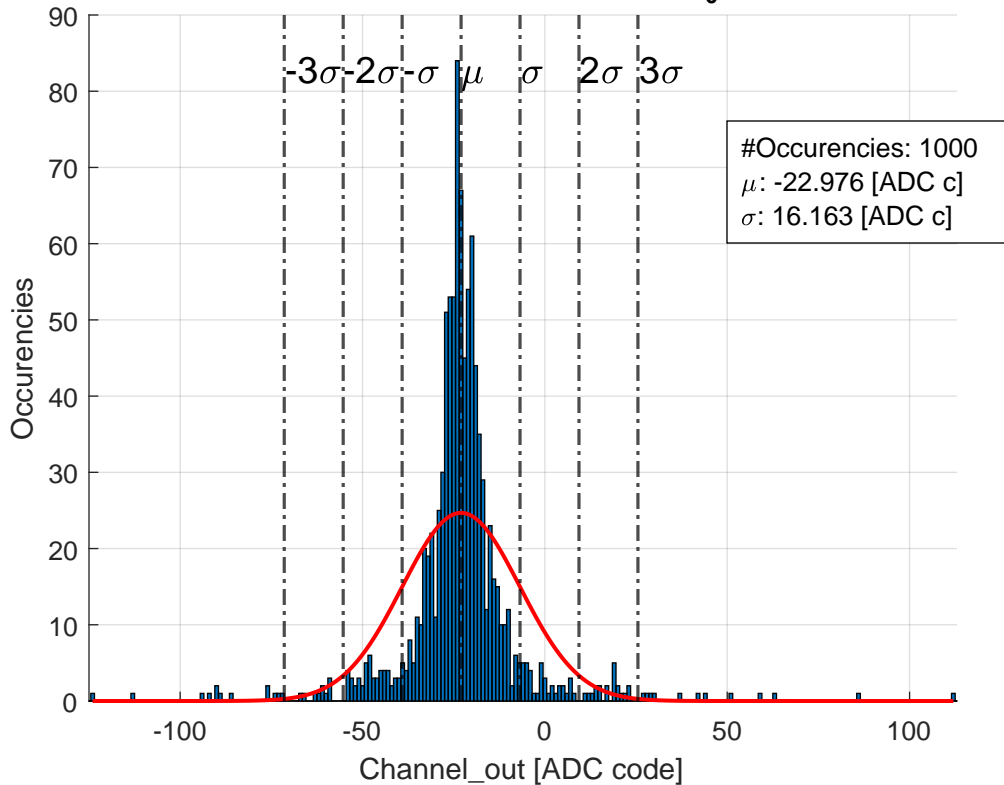 90
80
70
60
50
40
30
20
10
0
Occurencies
-3σ -2σ -σ μ σ 2σ 3σ
#Occurencies: 1000
μ: -22.976 [ADC c]
σ: 16.163 [ADC c]
-100 -50 0 50 100
Channel_out [ADC code]